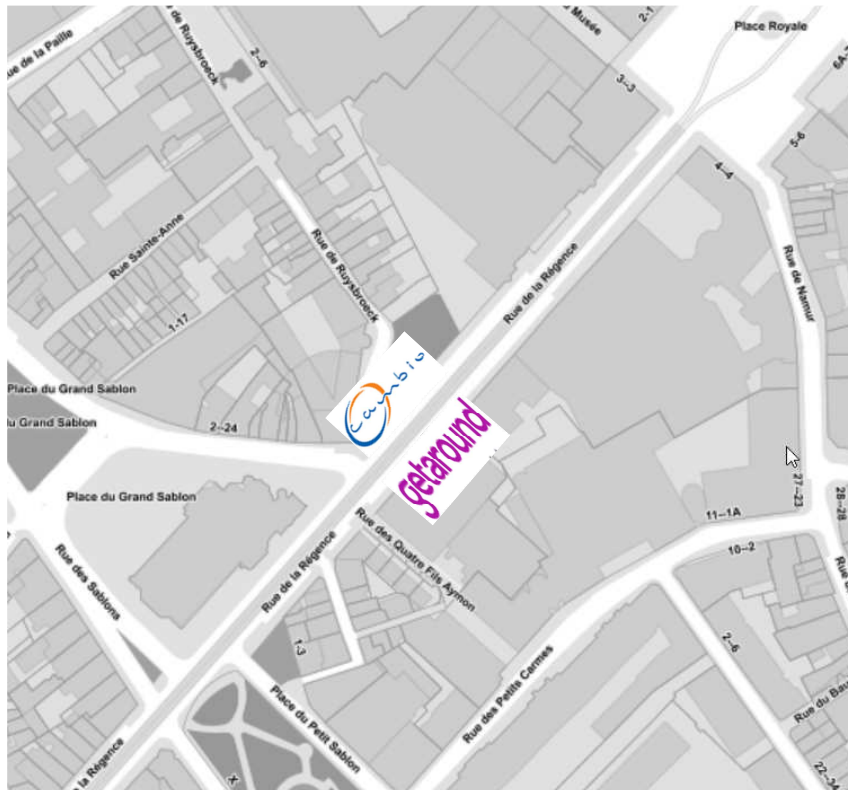 u Musée
2-1
Place Royale
ue de la Paille
Rue de Ruysbroeck
2--6
3--3
6A-
5-6
4--4
Rue Sainte-Anne
Rue de Ruysbroeck
Rue de la Régence
Rue de Namur
1-17
cambio
Place du Grand Sablon
u Grand Sablon
2--24
getaround
27--23
28--28
Place du Grand Sablon
11--1A
Rue des Quatre Fils Aymon
10--2
Rue des Sablons
Rue de la Régence
Rue
1-3
2--6
Rue des Petits Carmes
Place du Petit Sablon
Rue du Bau
la Régence
22--34
X